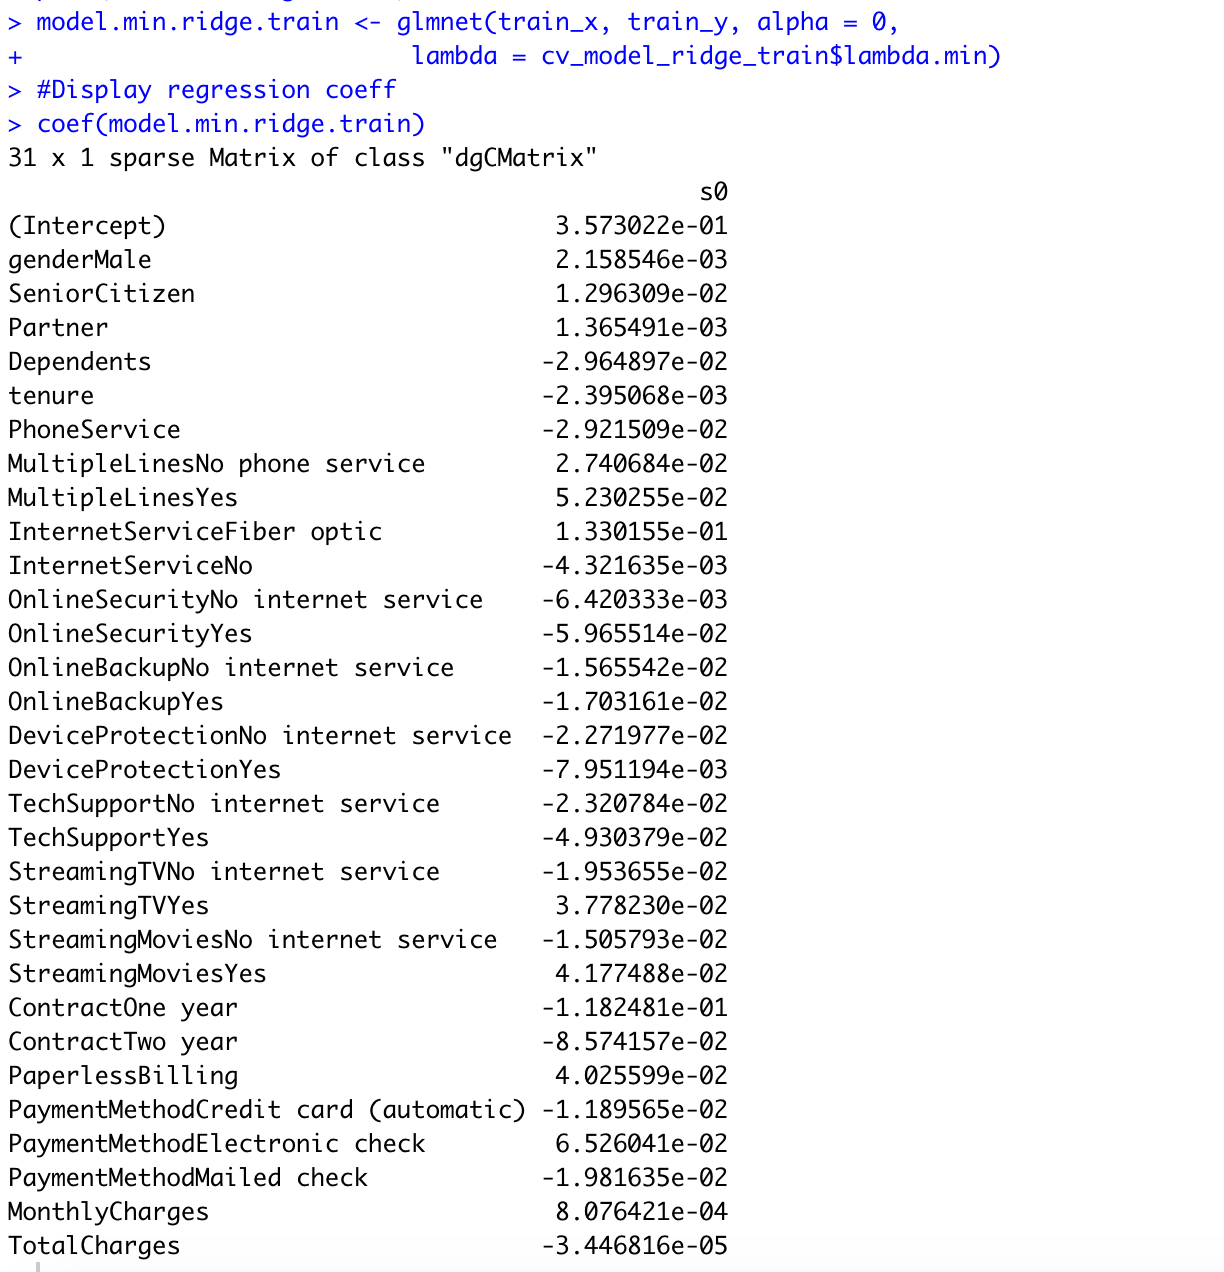 > model.min.ridge.train <- glmnet(train_x, train_y, alpha = 0,
+                            lambda = cv_model_ridge_train$lambda.min)
> #Display regression coeff
> coef(model.min.ridge.train)
31 x 1 sparse Matrix of class "dgCMatrix"
                                                s0
(Intercept)                           3.573022e-01
genderMale                            2.158546e-03
SeniorCitizen                         1.296309e-02
Partner                               1.365491e-03
Dependents                           -2.964897e-02
tenure                               -2.395068e-03
PhoneService                         -2.921509e-02
MultipleLinesNo phone service         2.740684e-02
MultipleLinesYes                      5.230255e-02
InternetServiceFiber optic            1.330155e-01
InternetServiceNo                    -4.321635e-03
OnlineSecurityNo internet service    -6.420333e-03
OnlineSecurityYes                    -5.965514e-02
OnlineBackupNo internet service      -1.565542e-02
OnlineBackupYes                      -1.703161e-02
DeviceProtectionNo internet service  -2.271977e-02
DeviceProtectionYes                  -7.951194e-03
TechSupportNo internet service       -2.320784e-02
TechSupportYes                       -4.930379e-02
StreamingTVNo internet service       -1.953655e-02
StreamingTVYes                        3.778230e-02
StreamingMoviesNo internet service   -1.505793e-02
StreamingMoviesYes                    4.177488e-02
ContractOne year                     -1.182481e-01
ContractTwo year                     -8.574157e-02
PaperlessBilling                      4.025599e-02
PaymentMethodCredit card (automatic) -1.189565e-02
PaymentMethodElectronic check         6.526041e-02
PaymentMethodMailed check            -1.981635e-02
MonthlyCharges                        8.076421e-04
TotalCharges                         -3.446816e-05